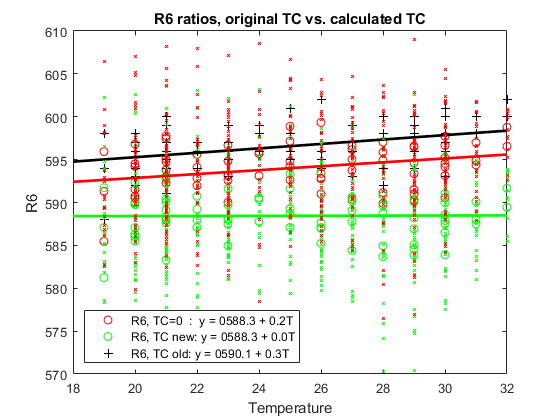 R6 ratios, original TC vs. calculated TC
610
605
600
595
590
585
580
575
570
R6
R6, TC=0 : y = 0588.3 + 0.2T
R6, TC new: y = 0588.3 + 0.0T
R6, TC old: y = 0590.1 + 0.3T
18 20 22 24 26 28 30 32
Temperature